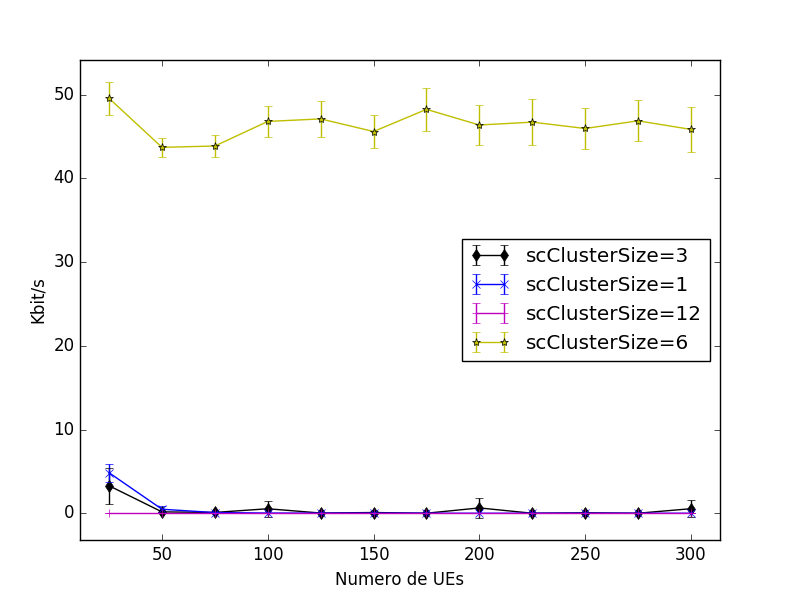 50
40
30
20
10
0
Kbit/s
scClusterSize=3
scClusterSize=1
scClusterSize=12
scClusterSize=6
50 100 150 200 250 300
Numero de UEs